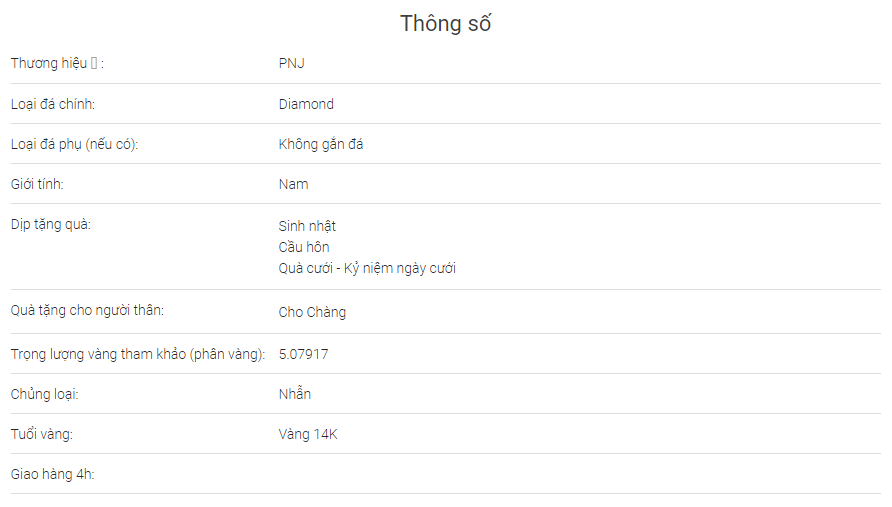 Thông số
Thương hiệu :
PNJ
Loại đá chính:
Diamond
Loại đá phụ (nếu có):
Không gắn đá
Giới tính:
Nam
Dịp tặng quà:
Sinh nhật
Cầu hôn
Quà cưới - Kỷ niệm ngày cưới
Quà tặng cho người thân:
Cho Chàng
Trọng lượng vàng tham khảo (phân vàng):
5.07917
Chủng loại:
Nhẫn
Tuổi vàng:
Vàng 14K
Giao hàng 4h: